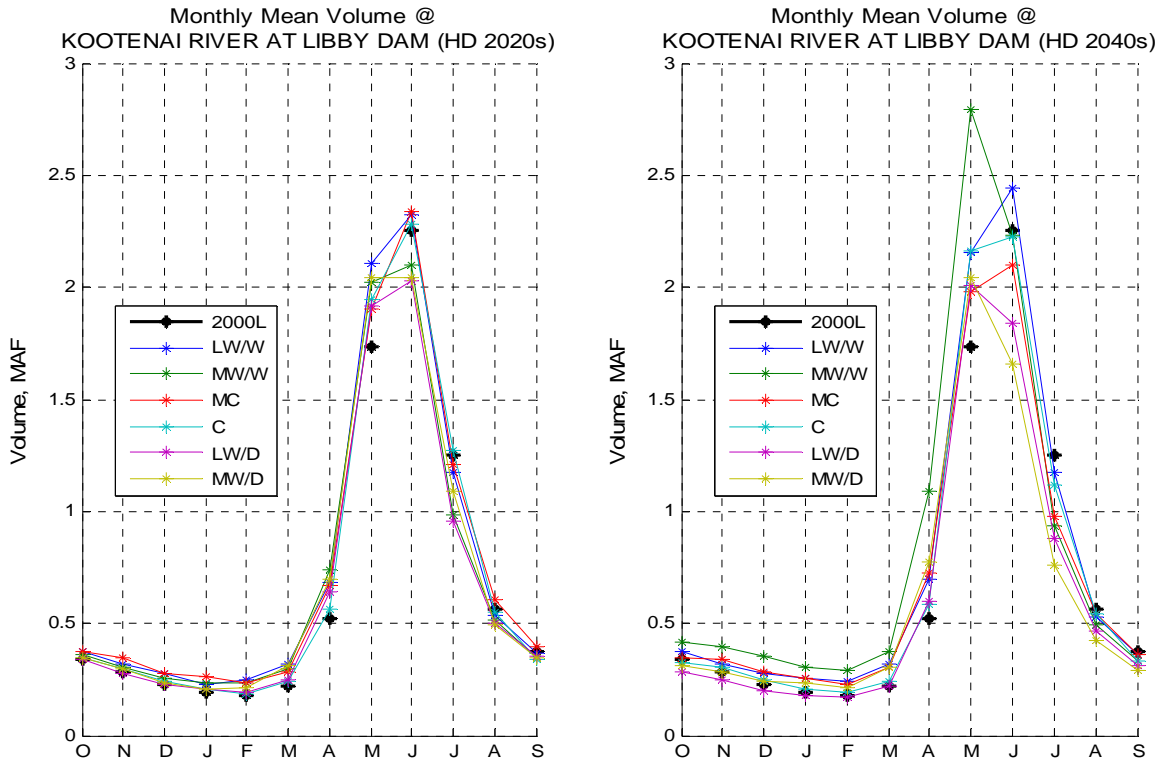 Monthly Mean Volume @
KOOTENAI RIVER AT LIBBY DAM (HD 2020s)
3
2.5
2
1.5
1
0.5
0
Volume, MAF
2000L
LW/W
MW/W
MC
C
LW/D
MW/D
O N D J F M A M J J A S
Monthly Mean Volume @
KOOTENAI RIVER AT LIBBY DAM (HD 2040s)
3
2.5
2
1.5
1
0.5
0
Volume, MAF
2000L
LW/W
MW/W
MC
C
LW/D
MW/D
O N D J F M A M J J A S